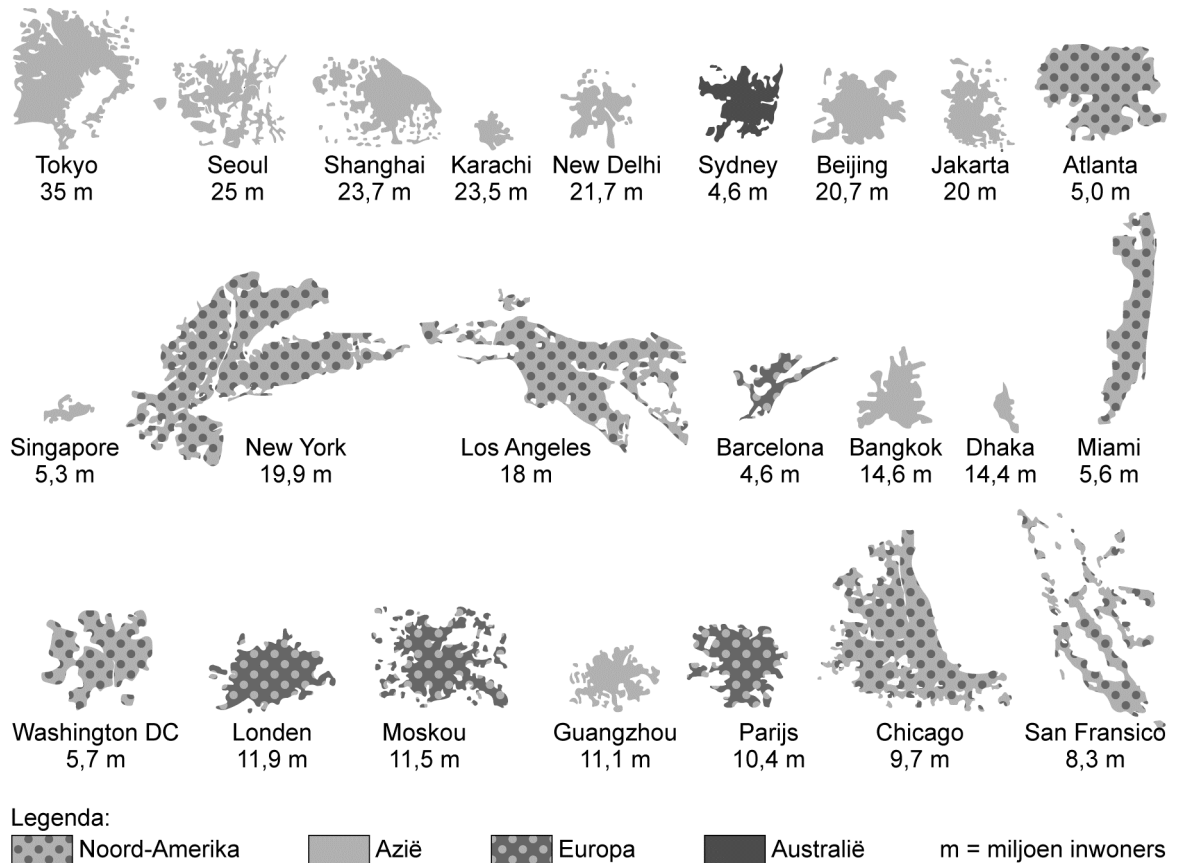 Tokyo
35 m
Seoul
25 m
Shanghai
23,7 m
Karachi
23,5 m
New Delhi
21,7 m
Sydney
4,6 m
Beijing
20,7 m
Jakarta
20 m
Atlanta
5,0 m
Singapore
5,3 m
New York
19,9 m
Los Angeles
18 m
Barcelona
4,6 m
Bangkok
14,6 m
Dhaka
14,4 m
Miami
5,6 m
Washington DC
5,7 m
Londen
11,9 m
Moskou
11,5 m
Guangzhou
11,1 m
Parijs
10,4 m
Chicago
9,7 m
San Fransico
8,3 m
Legenda:
Noord-Amerika
Azië
Europa
Australië
m = miljoen inwoners